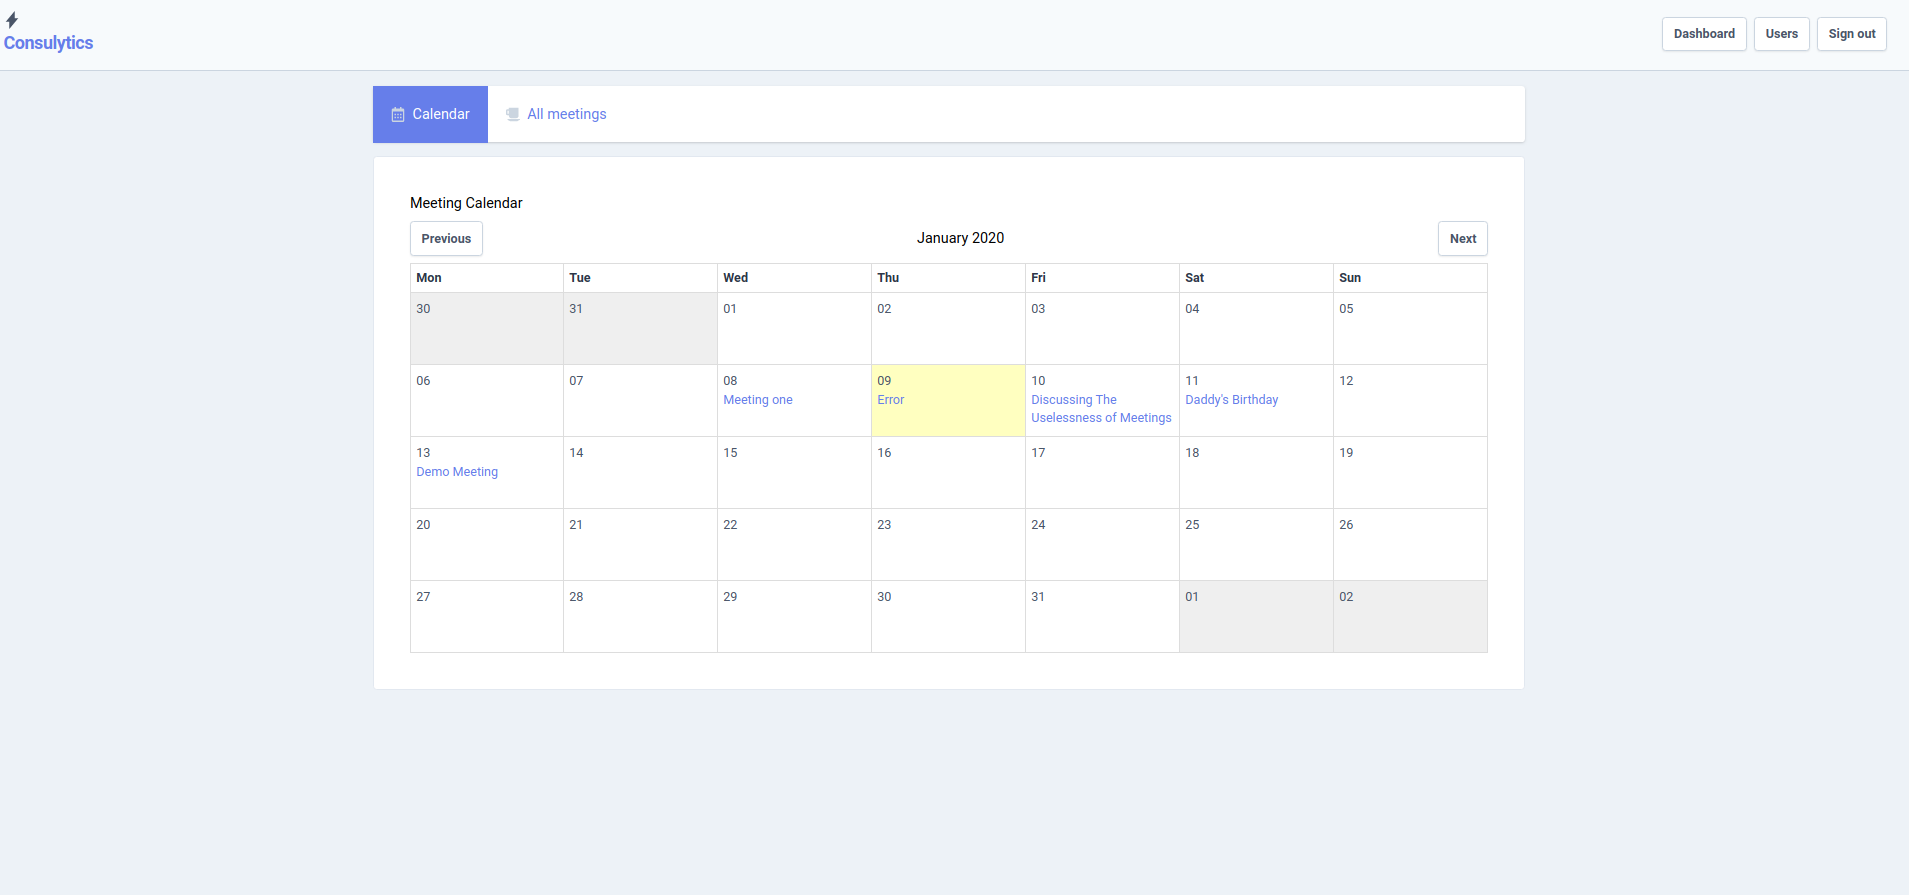 Consulytics
Dashboard Users Sign out
Calendar All meetings
Meeting Calendar
Previous January 2020 Next
Mon Tue Wed Thu Fri Sat Sun
30 31 01 02 03 04 05
06 07 08 09 10 11 12
Meeting one Error Discussing The Daddy's Birthday
Uselessness of Meetings
13 14 15 16 17 18 19
Demo Meeting
20 21 22 23 24 25 26
27 28 29 30 31 01 02